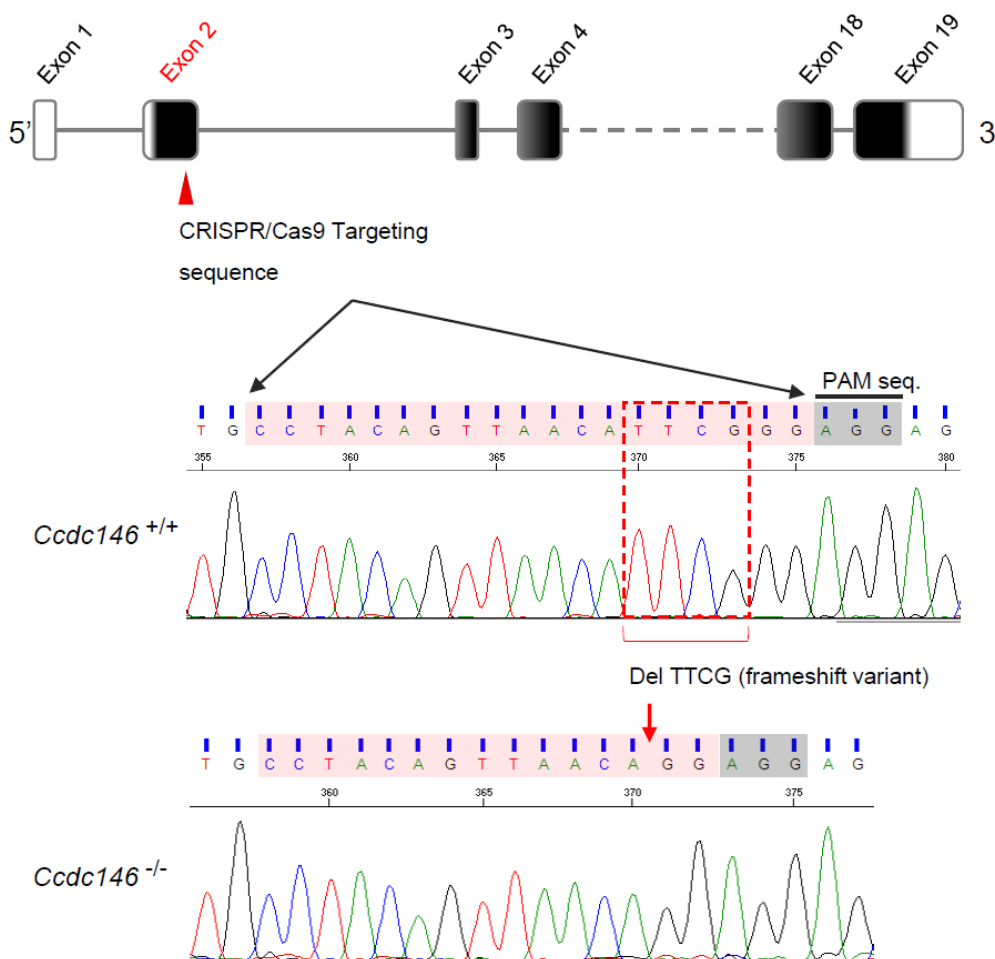 Exon 1 Exon 2 Exon 3 Exon 4 Exon 18 Exon 19
5' 3
CRISPR/Cas9 Targeting
sequence
PAM seq.
T G C C T A C A G T T A A C A T T C G G G A G G A G
355 360 365 370 375 380
Ccdc146 +/+
Del TTCG (frameshift variant)
T G C C T A C A G T T A A C A G G A G G A G
360 365 370 375
Ccdc146 -/-